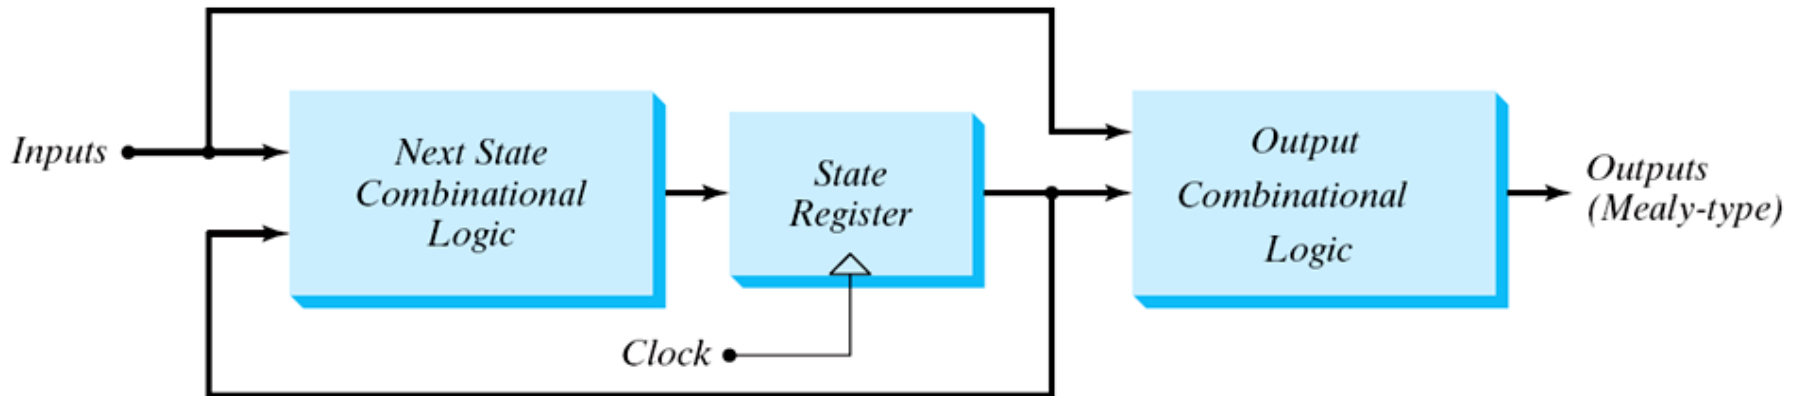 Inputs
Next State
Combinational
Logic
State
Register
Clock
Output
Combinational
Logic
Outputs
(Mealy-type)